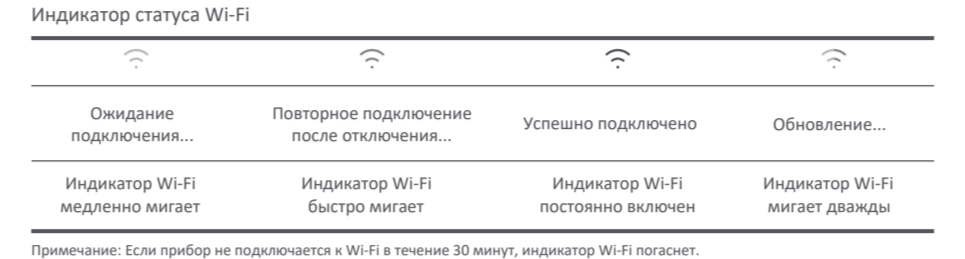 Индикатор статуса Wi-Fi
Ожидание
подключения...
Повторное подключение
после отключения...
Успешно подключено
Обновление...
Индикатор Wi-Fi
медленно мигает
Индикатор Wi-Fi
быстро мигает
Индикатор Wi-Fi
постоянно включен
Индикатор Wi-Fi
мигает дважды
Примечание: Если прибор не подключается к Wi-Fi в течение 30 минут, индикатор Wi-Fi погаснет.